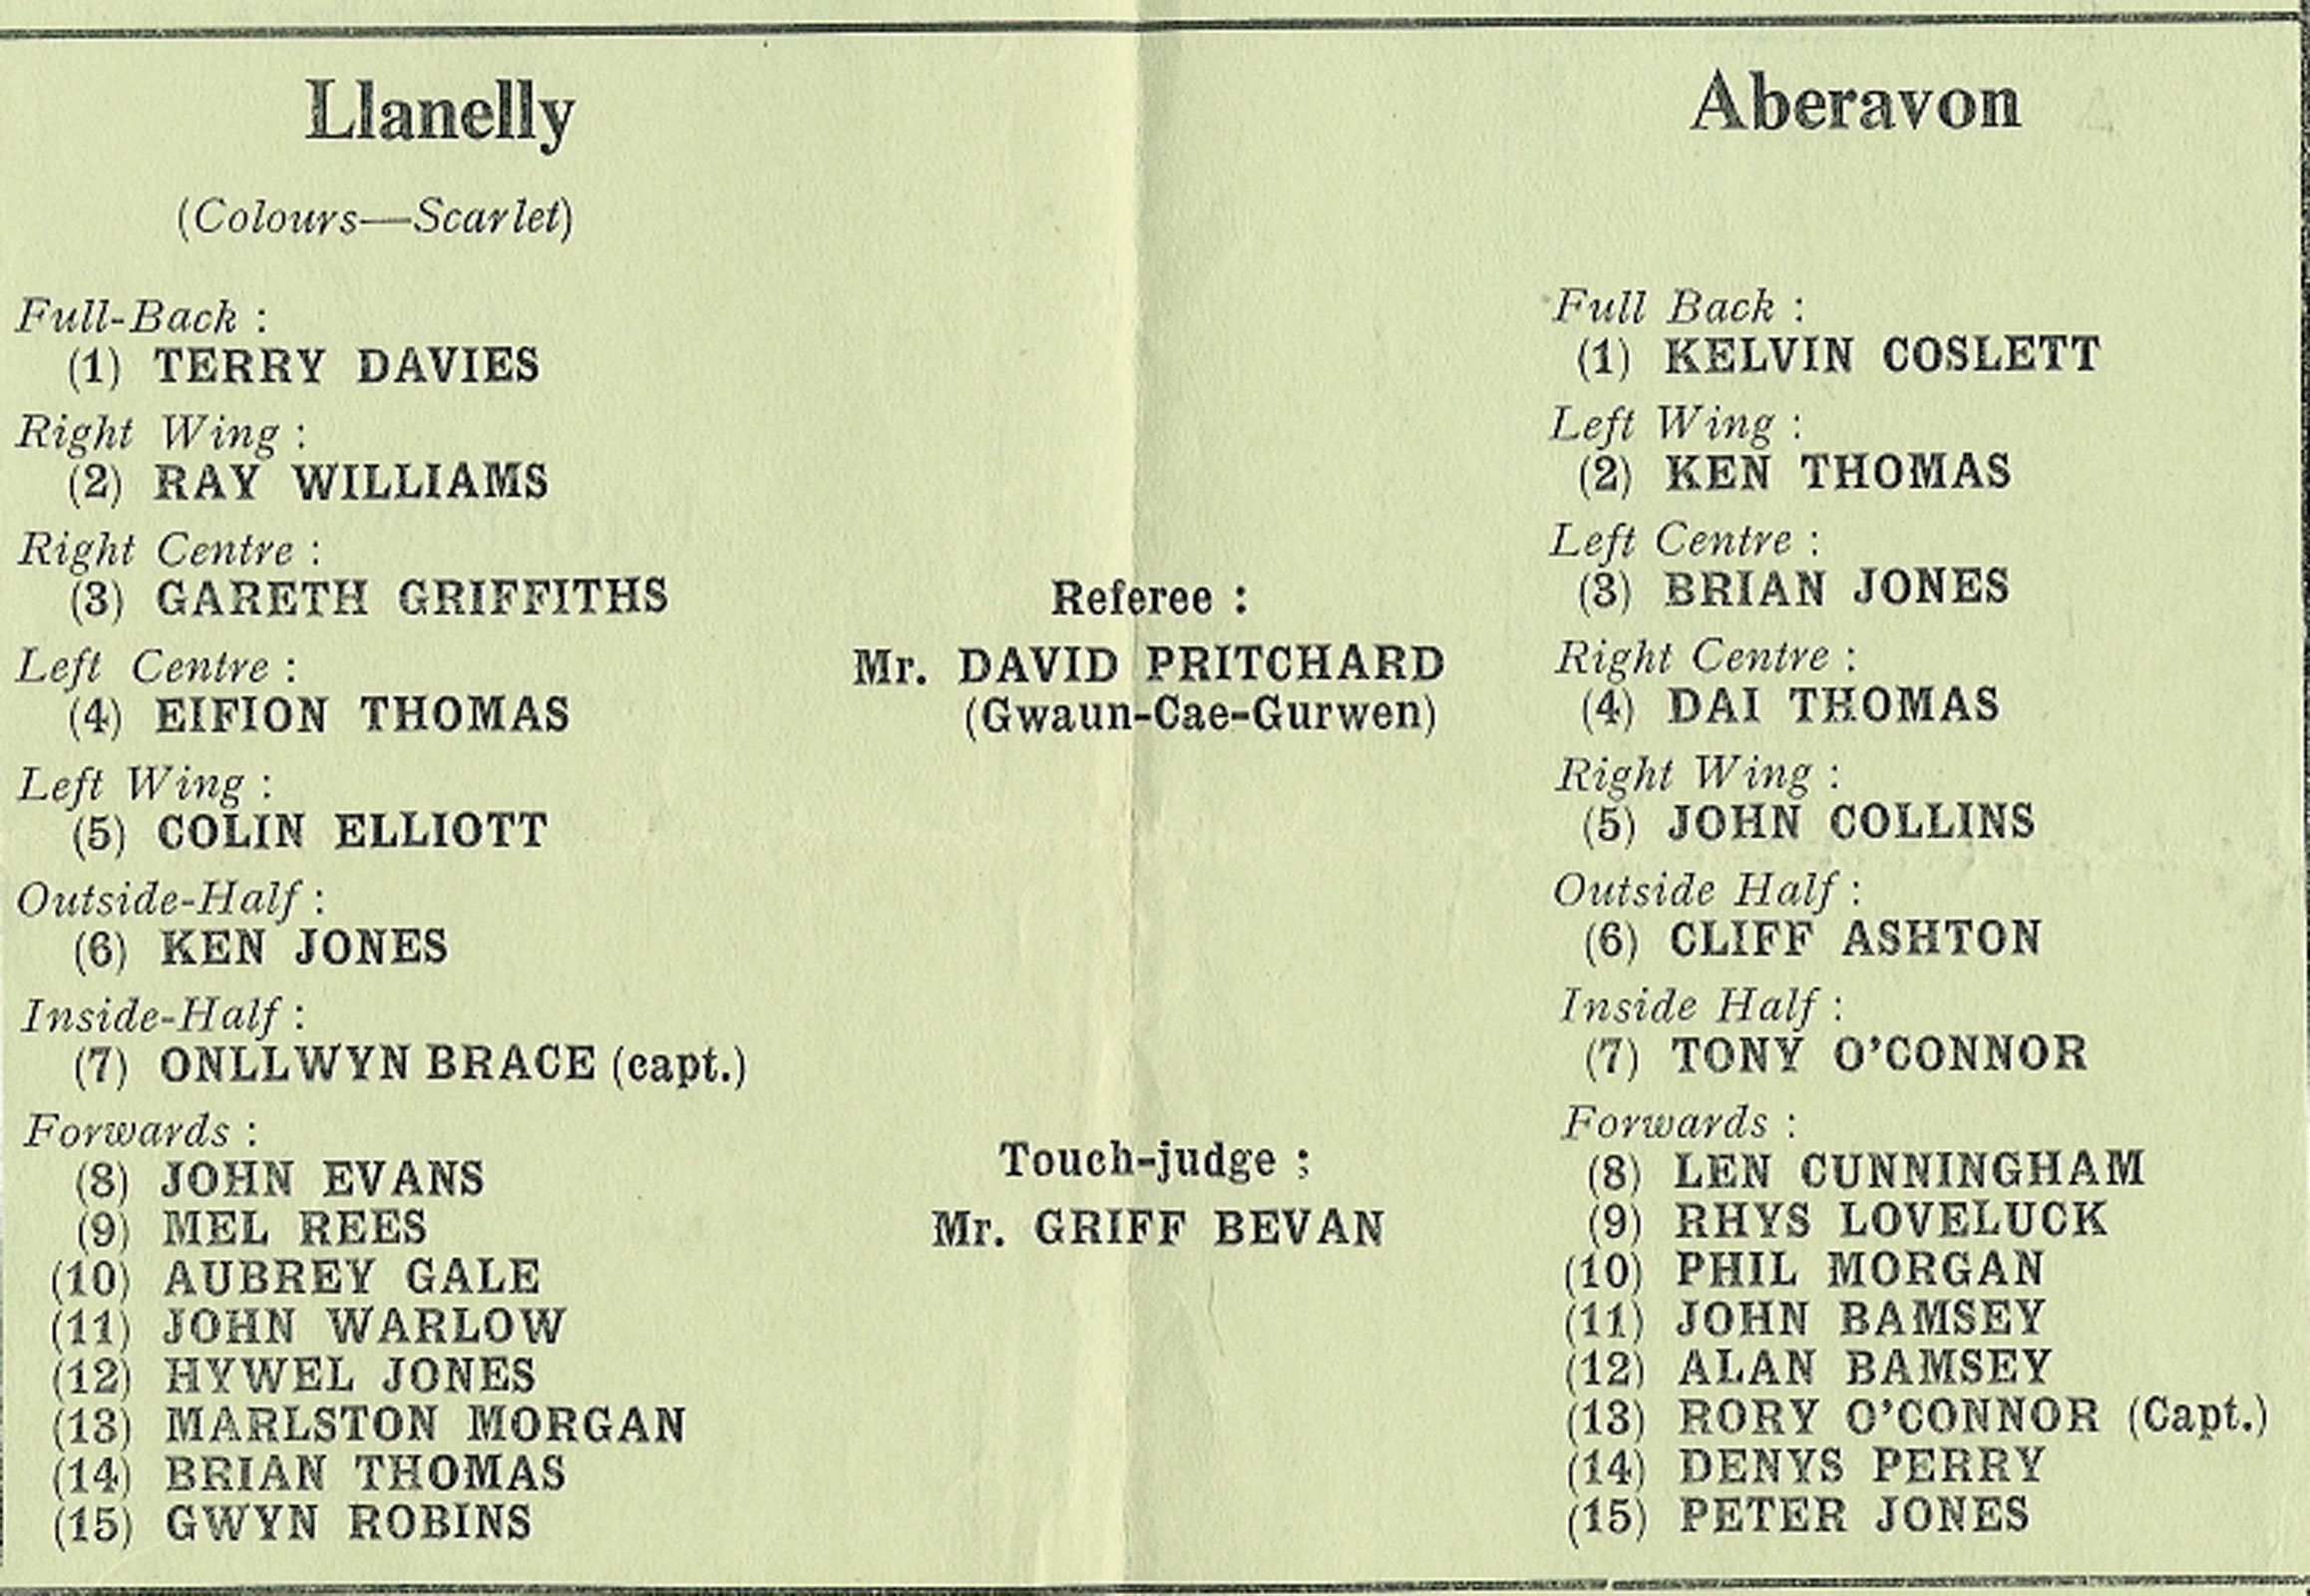 Llanelly
(Colours—Scarlet)
Full-Back :
(1) TERRY DAVIES
Right Wing :
(2) RAY WILLIAMS
Right Centre :
(3) GARETH GRIFFITHS
Left Centre :
(4) EIFION THOMAS
Left Wing :
(5) COLIN ELLIOTT
Outside-Half :
(6) KEN JONES
Inside-Half :
(7) ONLLWYN BRACE (capt.)
Forwards :
(8) JOHN EVANS
(9) MEL REES
(10) AUBREY GALE
(11) JOHN WARLOW
(12) HYWEL JONES
(13) MARLSTON MORGAN
(14) BRIAN THOMAS
(15) GWYN ROBINS
Referee :
Mr. DAVID PRITCHARD
(Gwaun-Cae-Gurwen)
Touch-judge ;
Mr. GRIFF BEVAN
Aberavon
Full Back :
(1) KELVIN COSLETT
Left Wing :
(2) KEN THOMAS
Left Centre :
(3) BRIAN JONES
Right Centre :
(4) DAI THOMAS
Right Wing :
(5) JOHN COLLINS
Outside Half :
(6) CLIFF ASHTON
Inside Half :
(7) TONY O'CONNOR
Forwards :
(8) LEN CUNNINGHAM
(9) RHYS LOVELUCK
(10) PHIL MORGAN
(11) JOHN BAMSEY
(12) ALAN BAMSEY
(13) RORY O'CONNOR (Capt.)
(14) DENYS PERRY
(15) PETER JONES